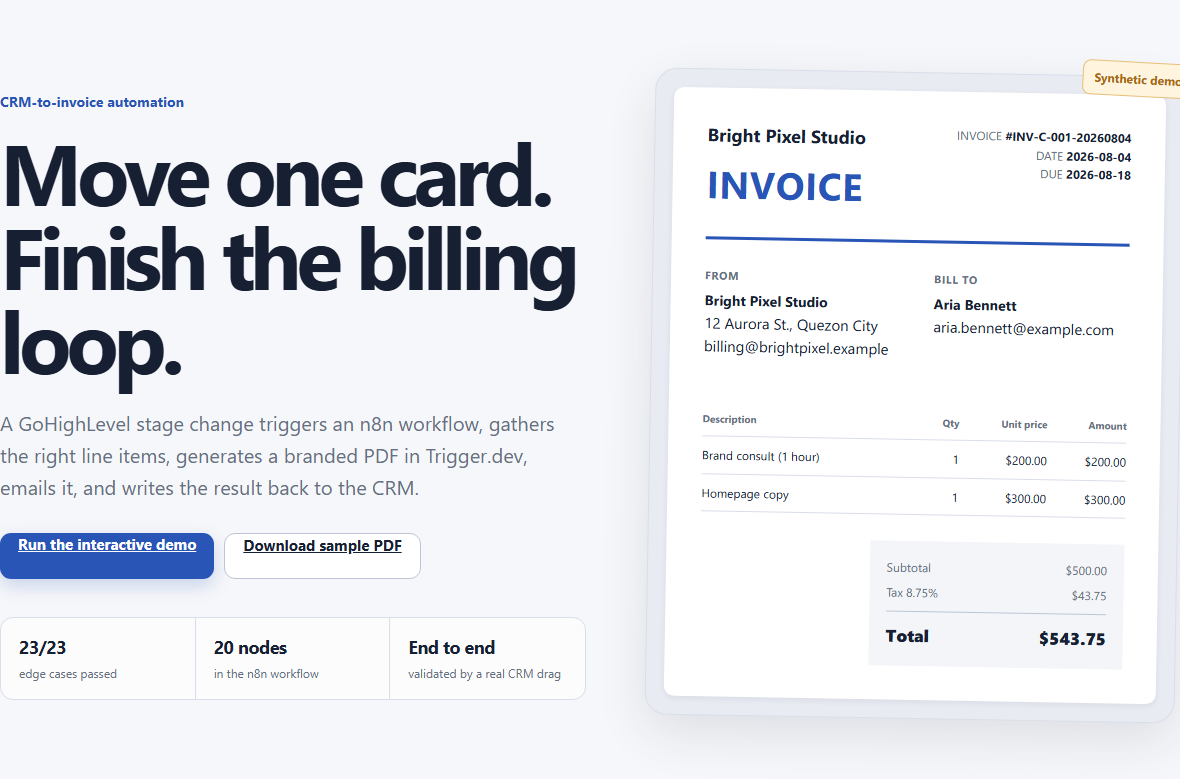 CRM-to-invoice automation
Move one card.
Finish the billing
loop.
A GoHighLevel stage change triggers an n8n workflow, gathers
the right line items, generates a branded PDF in Trigger.dev,
emails it, and writes the result back to the CRM.
Run the interactive demo
Download sample PDF
23/23
edge cases passed
20 nodes
in the n8n workflow
End to end
validated by a real CRM drag
Synthetic demo
Bright Pixel Studio
INVOICE
INVOICE #INV-C-001-20260804
DATE 2026-08-04
DUE 2026-08-18
FROM
Bright Pixel Studio
12 Aurora St., Quezon City
billing@brightpixel.example
BILL TO
Aria Bennett
aria.bennett@example.com
Description Qty Unit price Amount
Brand consult (1 hour) 1 $200.00 $200.00
Homepage copy 1 $300.00 $300.00
Subtotal $500.00
Tax 8.75% $43.75
Total $543.75